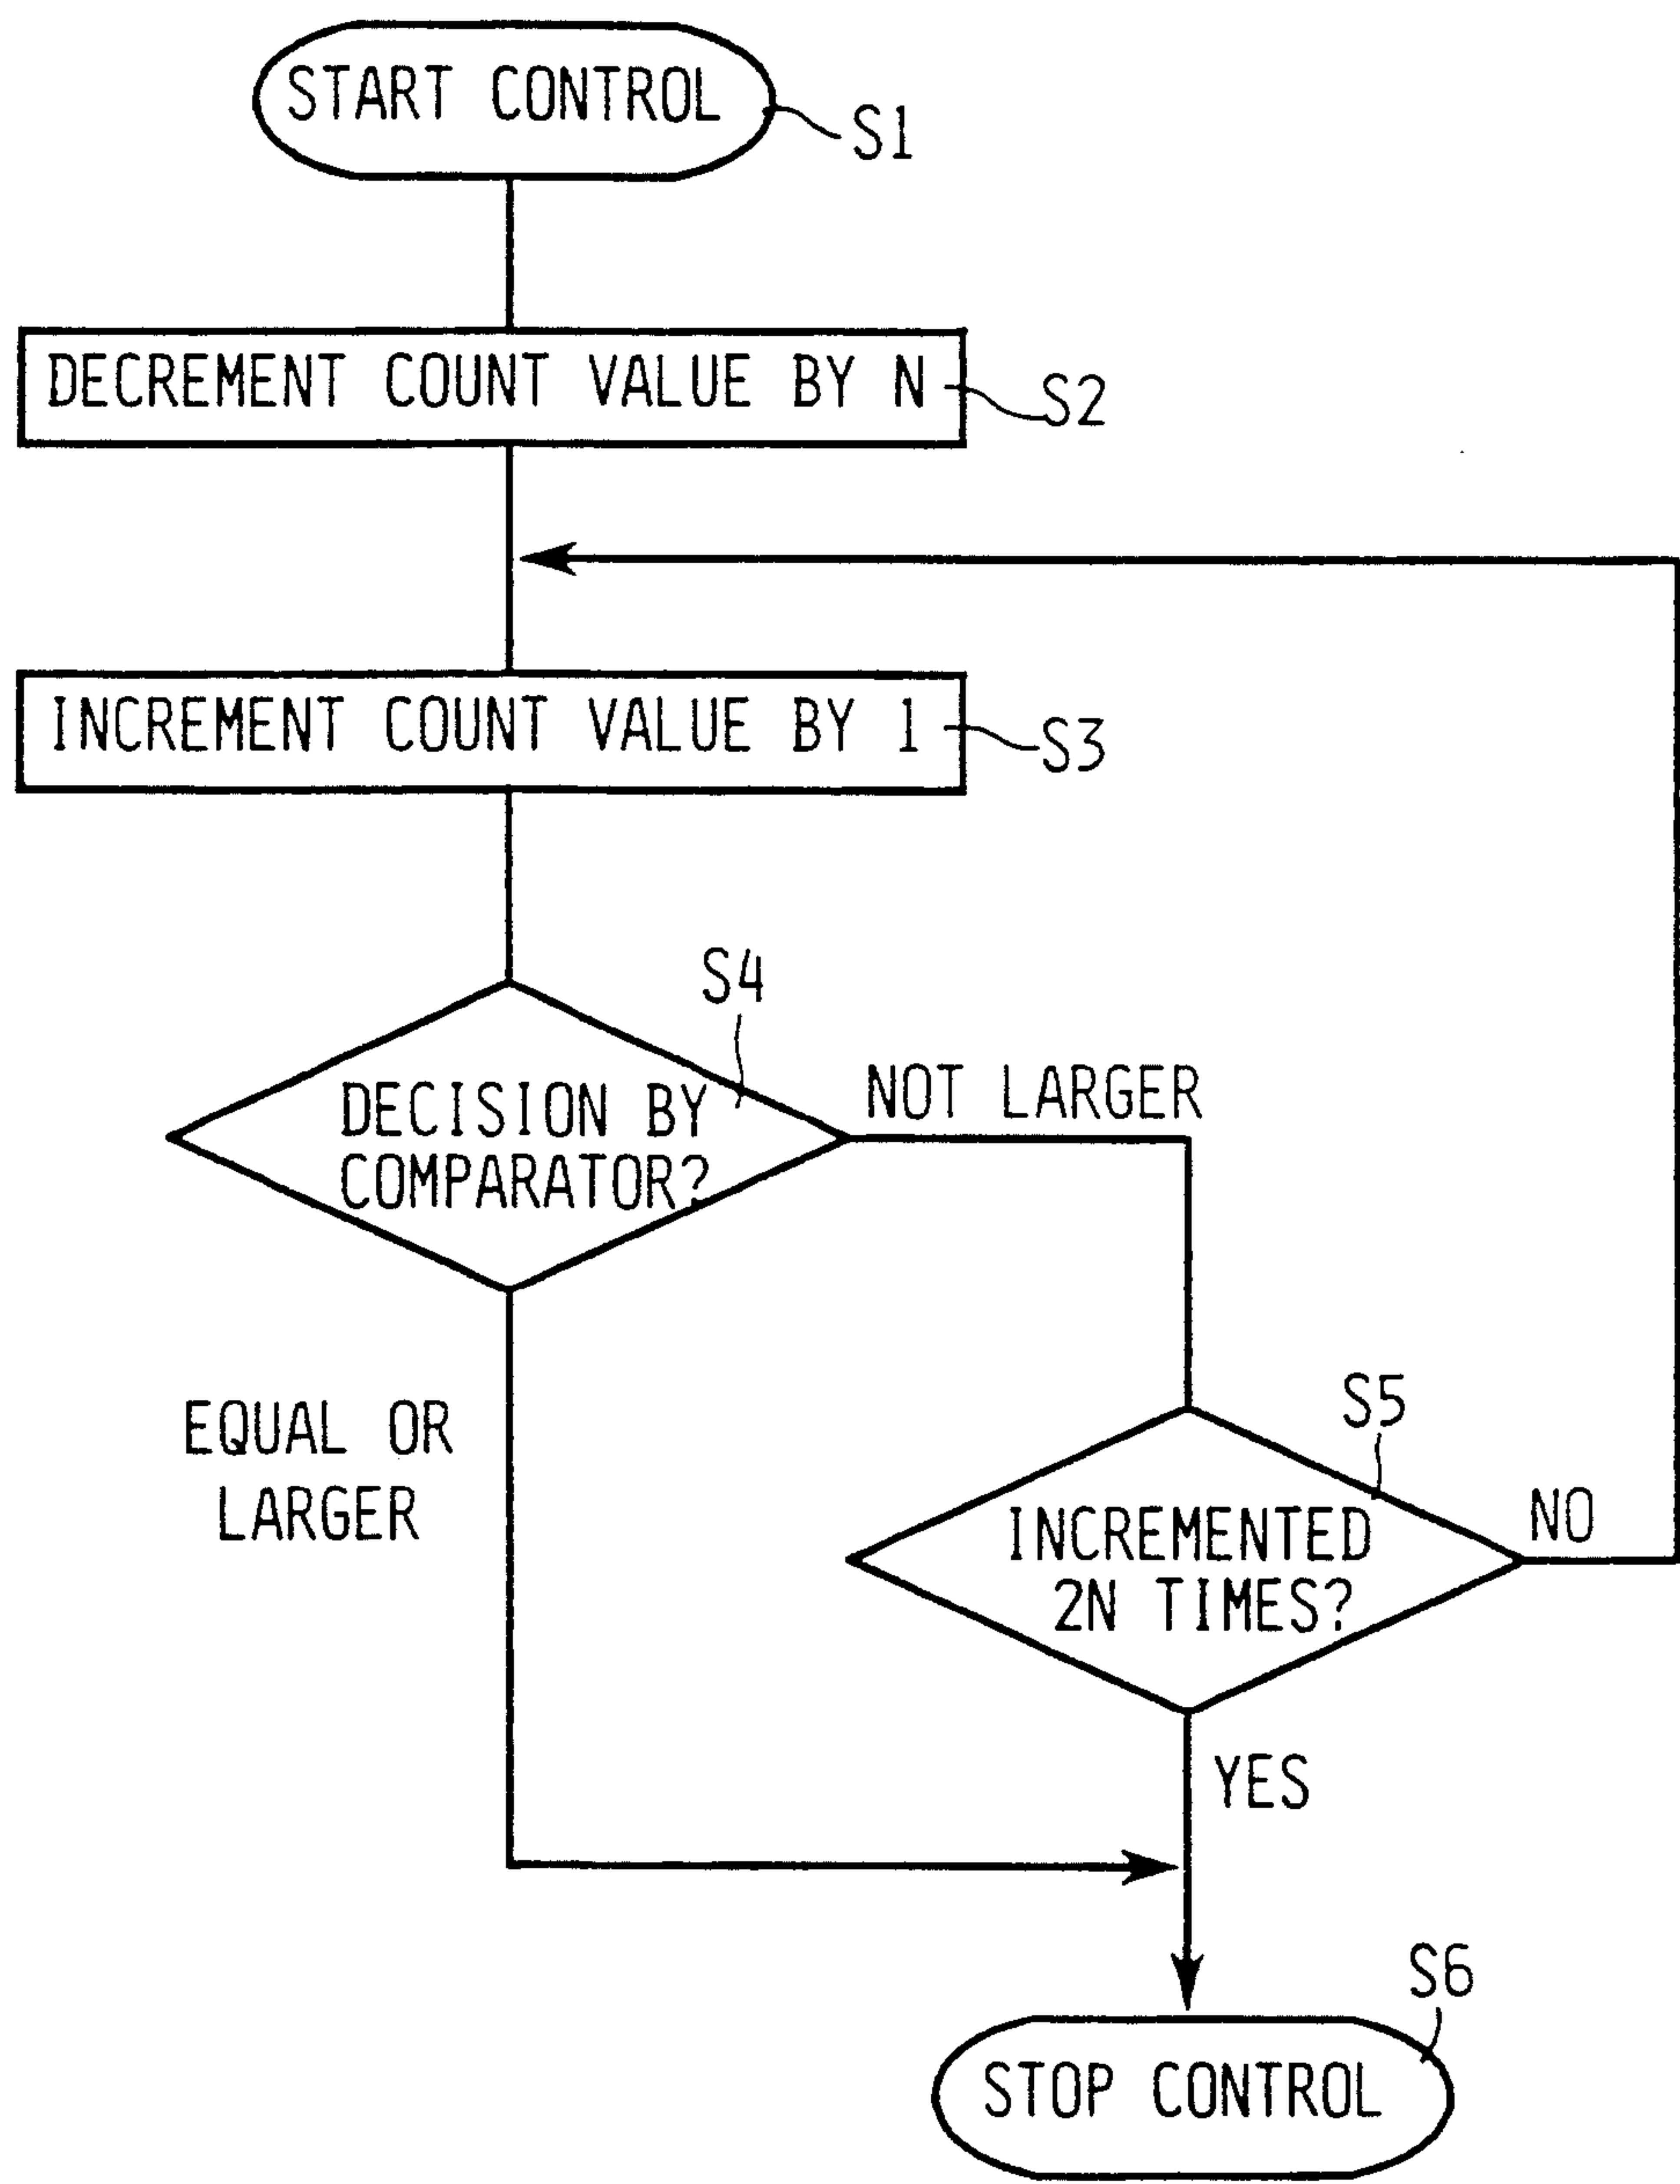 START CONTROL
S1
DECREMENT COUNT VALUE BY N
S2
INCREMENT COUNT VALUE BY 1
S3
S4
DECISION BY
COMPARATOR?
NOT LARGER
EQUAL OR
LARGER
S5
INCREMENTED
2N TIMES?
NO
YES
S6
STOP CONTROL